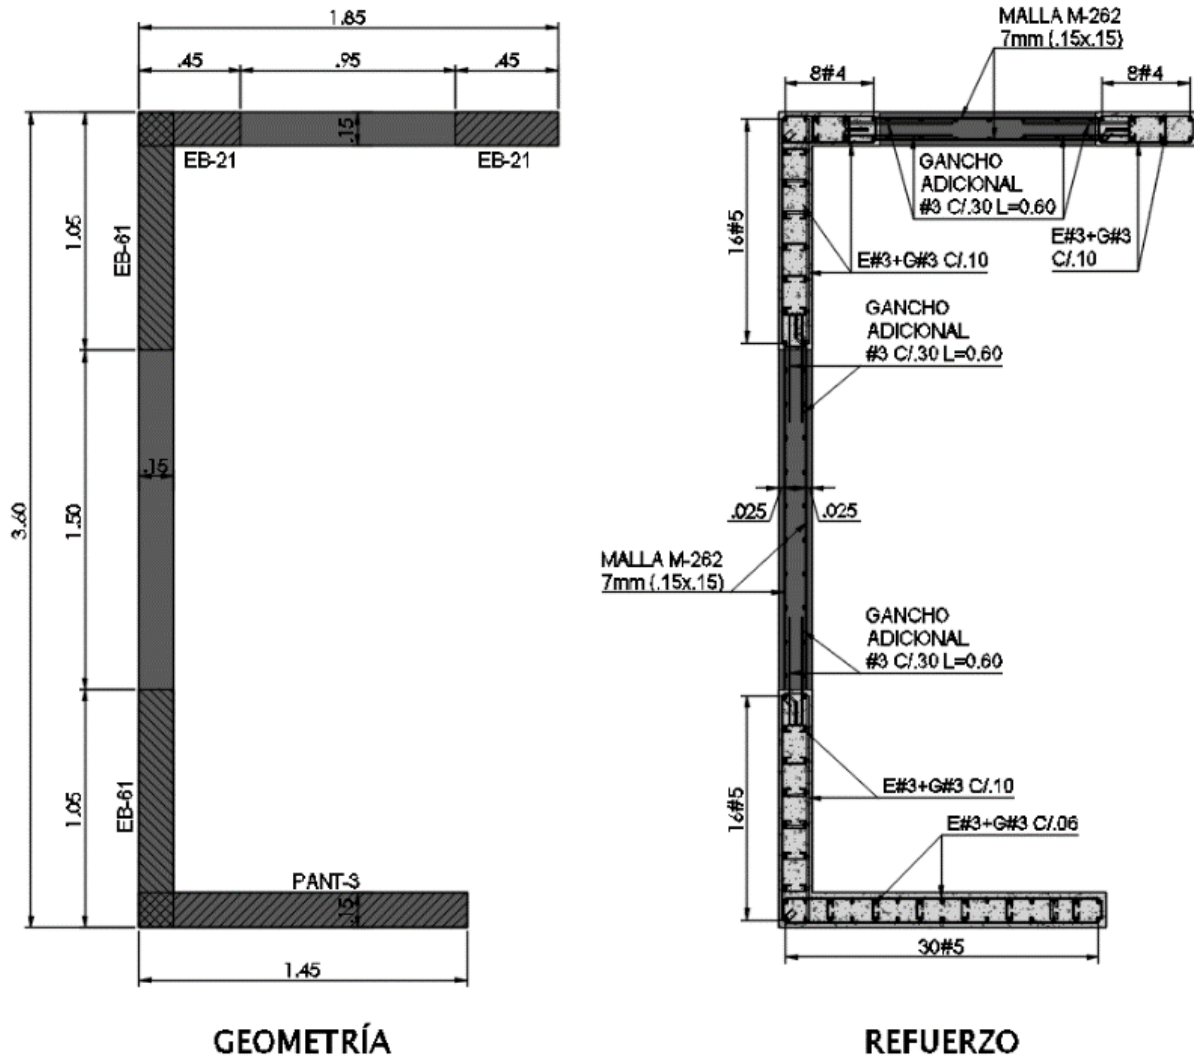 1.85
.45
.95
.45
.15
EB-21
EB-21
1.05
EB-61
3.60
1.50
.15
1.05
EB-61
PANT-3
.15
1.45
GEOMETRÍA
MALLA M-262
7mm (.15x.15)
8#4
8#4
GANCHO
ADICIONAL
#3 C/.30 L=0.60
16#5
E#3+G#3 C/.10
E#3+G#3
C/.10
GANCHO
ADICIONAL
#3 C/.30 L=0.60
.025
.025
MALLA M-262
7mm (.15x.15)
GANCHO
ADICIONAL
#3 C/.30 L=0.60
16#5
E#3+G#3 C/.10
E#3+G#3 C/.06
30#5
REFUERZO